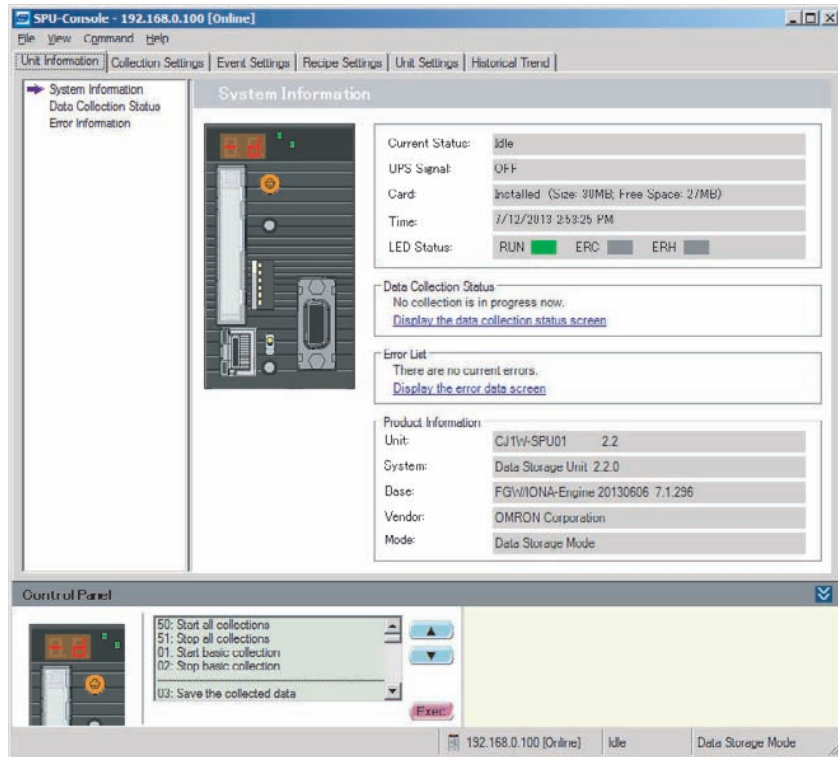 SPU-Console - 192.168.0.100 [Online]
File View Command Help
Unit Information Collection Settings Event Settings Recipe Settings Unit Settings Historical Trend
System Information
Data Collection Status
Error Information
System Information
Current Status: Idle
UPS Signal: OFF
Card: Installed (Size: 30MB; Free Space: 27MB)
Time: 7/12/2013 2:53:25 PM
LED Status: RUN ERC ERH
Data Collection Status
No collection is in progress now.
Display the data collection status screen
Error List
There are no current errors.
Display the error data screen
Product Information
Unit: CJ1W-SPU01 2.2
System: Data Storage Unit 2.2.0
Base: FGW/IONA-Engine 20130606 7.1.296
Vendor: OMRON Corporation
Mode: Data Storage Mode
Control Panel
50: Start all collections
51: Stop all collections
01: Start basic collection
02: Stop basic collection
03: Save the collected data
Exec
192.168.0.100 [Online] Idle Data Storage Mode